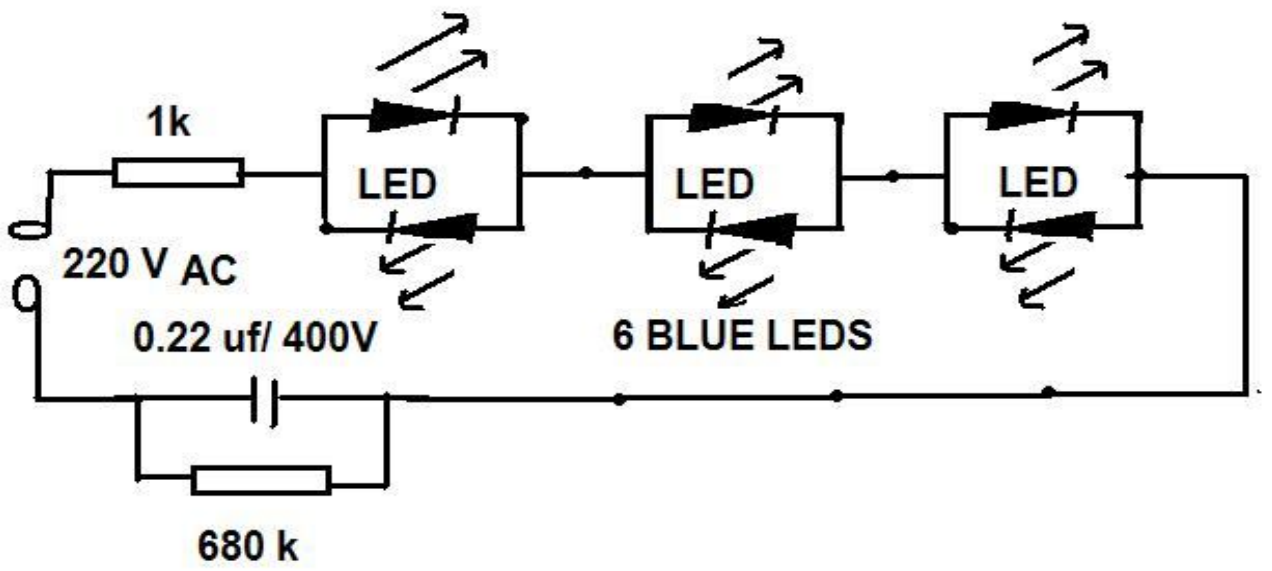 1k
LED
LED
LED
220 V AC
0.22 uf/ 400V
6 BLUE LEDS
680 k